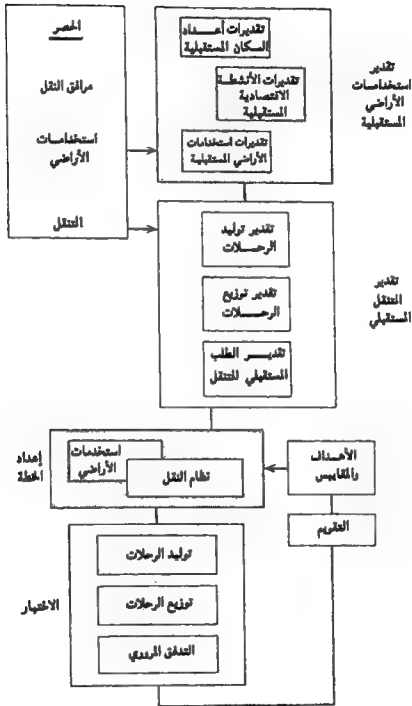 الحصر
مرافق النقل
استخدامات
الأراضي
التنقل
تقديرات أعداد
السكان المستقبلية
تقديرات الأنشطة
الاقتصادية
المستقبلية
تقديرات استخدامات
الأراضي المستقبلية
تقدير
استخدامات
الأراضي
المستقبلية
تقدير توليد
الرحلات
تقدير توزيع
الرحلات
تقدير الطلب
المستقبلي للتنقل
تقدير
التنقل
المستقبلي
استخدمات
الأراضي
نظام النقل
إعداد
الخطة
الأهداف
والمقاييس
التقويم
توليد الرحلات
توزيع الرحلات
التدفق المروري
الاختبار